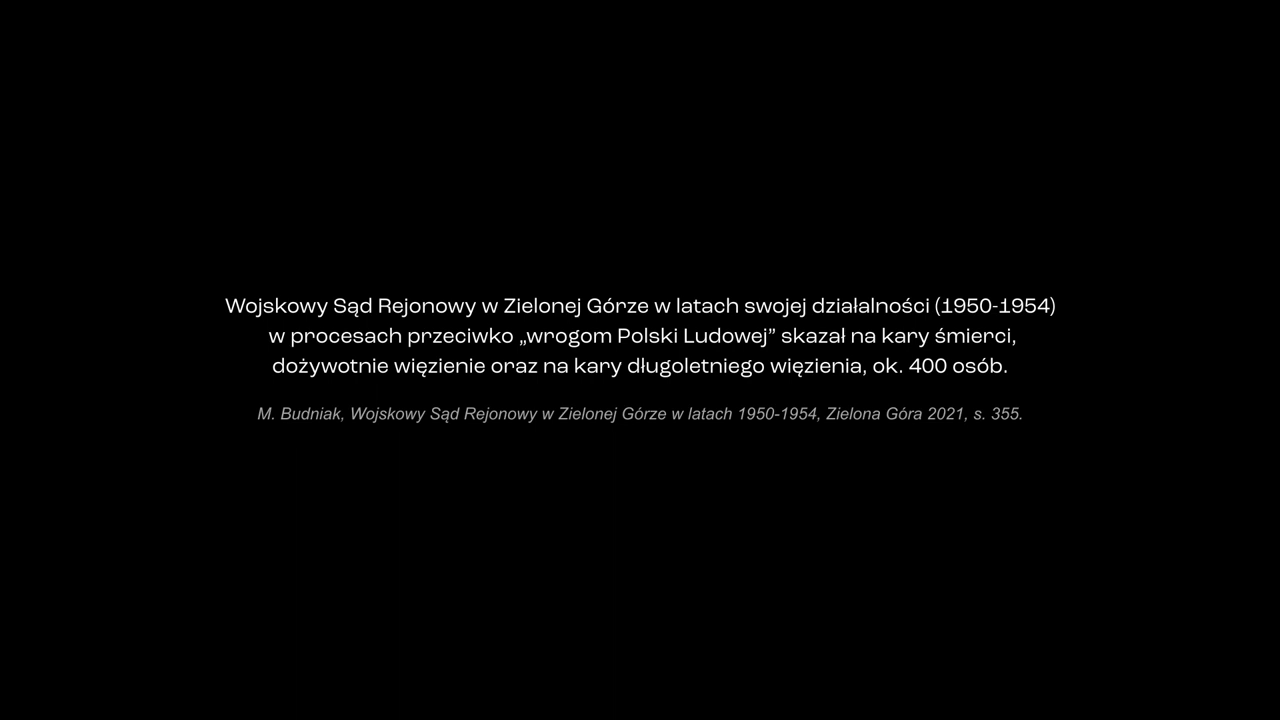 Wojskowy Sąd Rejonowy w Zielonej Górze w latach swojej działalności (1950-1954)
w procesach przeciwko „wrogom Polski Ludowej” skazał na kary śmierci,
dożywotnie więzienie oraz na kary długoletniego więzienia, ok. 400 osób.
M. Budniak, Wojskowy Sąd Rejonowy w Zielonej Górze w latach 1950-1954, Zielona Góra 2021, s. 355.